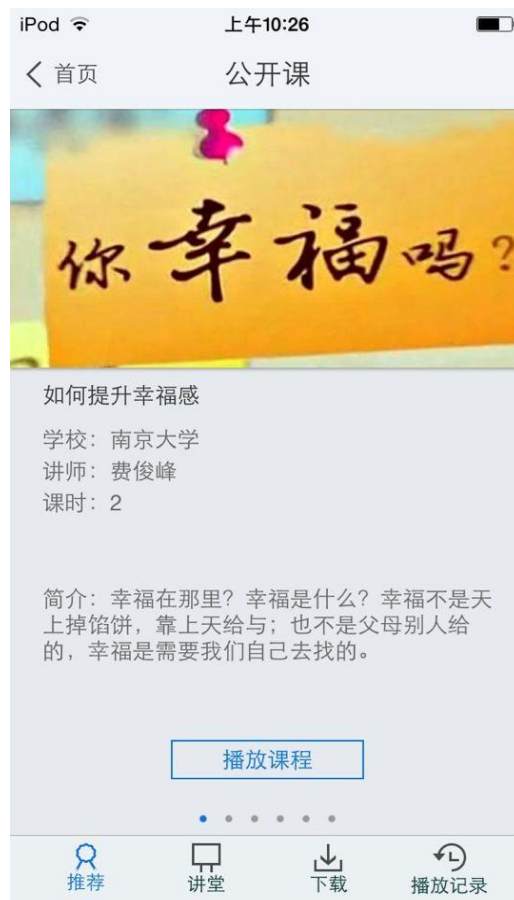 iPod 上午10:26
首页 公开课
你幸福吗?
如何提升幸福感
学校：南京大学
讲师：费俊峰
课时：2
简介：幸福在那里？幸福是什么？幸福不是天
上掉馅饼，靠上天给与；也不是父母别人给
的，幸福是需要我们自己去找的。
播放课程
推荐 讲堂 下载 播放记录